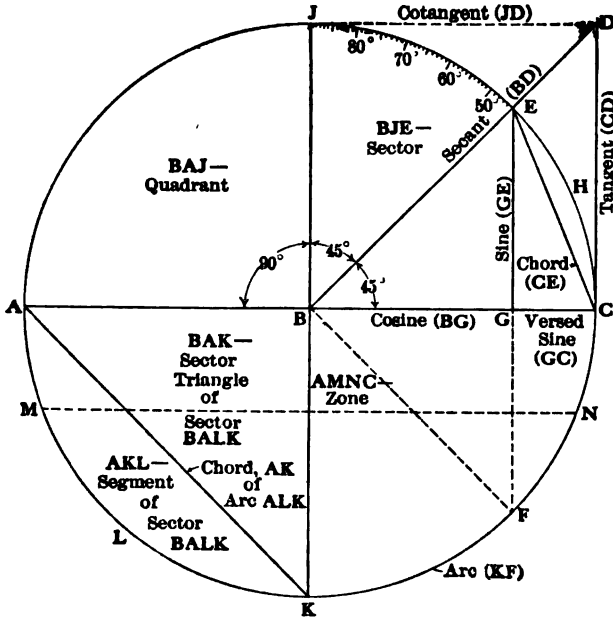 J
Cotangent (JD)
D
80°
70°
60°
50°
E
Secant (BD)
BJE—
Sector
BAJ—
Quadrant
Tangent (CD)
H
Sine (GE)
Chord
(CE)
90°
45°
45°
A
B
Cosine (BG)
G
Versed
Sine
(GC)
C
BAK—
Sector
Triangle
of
Sector
BALK
AMNC—
Zone
M
N
AKL—
Segment
of
Sector
BALK
Chord, AK
of
Arc ALK
F
L
Arc (KF)
K